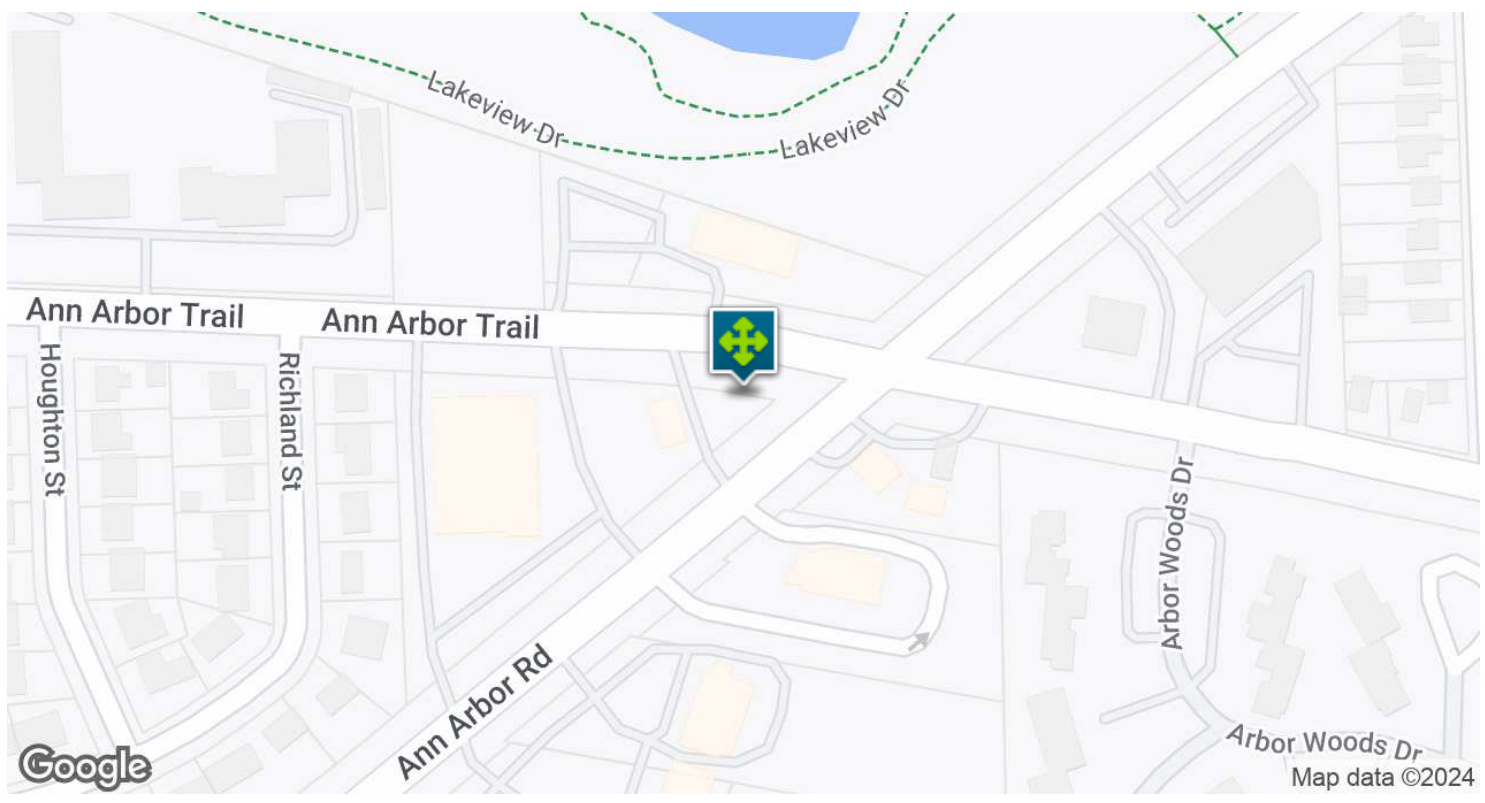 Lakeview Dr
Lakeview Dr
Ann Arbor Trail
Ann Arbor Trail
Houghton St
Richland St
Arbor Woods Dr
Ann Arbor Rd
Arbor Woods Dr
Google
Map data ©2024